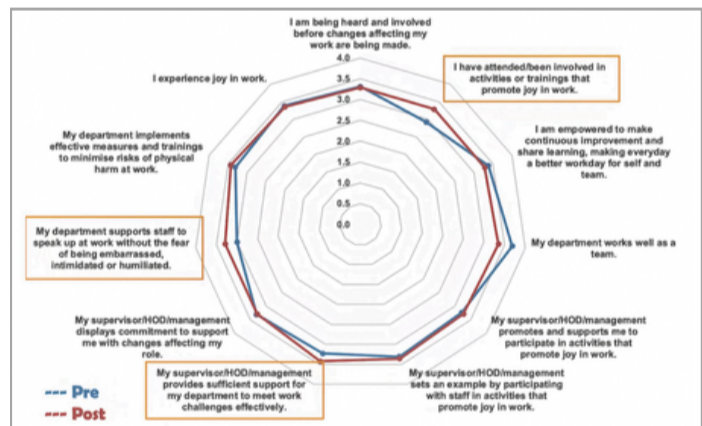 I am being heard and involved
before changes affecting my
work are being made.
I have attended/been involved in
activities or trainings that
promote joy in work.
I am empowered to make
continuous improvement and
share learning, making everyday
a better workday for self and
team.
My department works well as a
team.
My supervisor/HOD/management
promotes and supports me to
participate in activities that
promote joy in work.
My supervisor/HOD/management
sets an example by participating
with staff in activities that
promote joy in work.
My supervisor/HOD/management
provides sufficient support for
my department to meet work
challenges effectively.
My supervisor/HOD/management
displays commitment to support
me with changes affecting my
role.
My department supports staff to
speak up at work without the fear
of being embarrassed,
intimidated or humiliated.
My department implements
effective measures and trainings
to minimise risks of physical
harm at work.
I experience joy in work.
4.0
3.5
3.0
2.5
2.0
1.5
1.0
0.5
0.0
Pre
Post